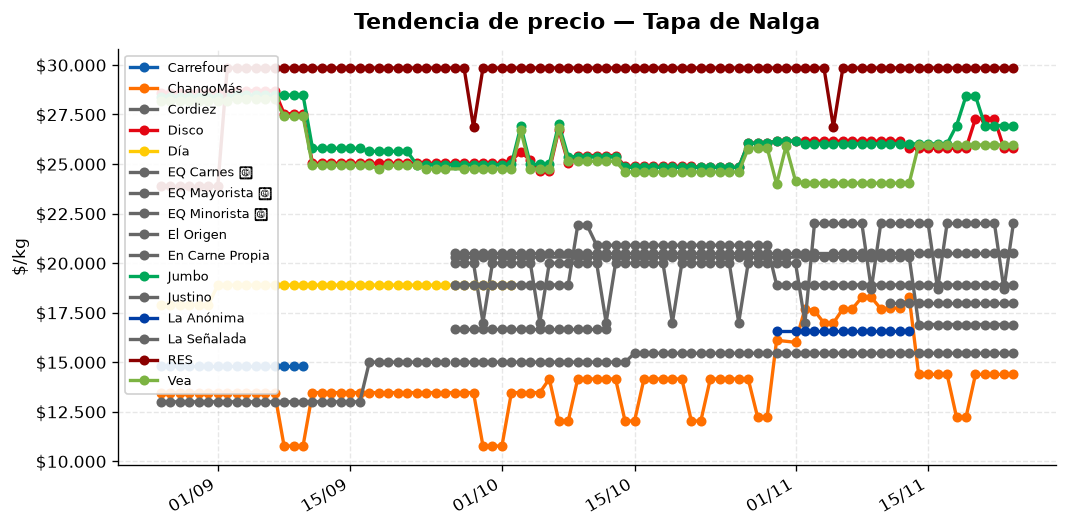 Tendencia de precio — Tapa de Nalga
$/kg
$30.000
$27.500
$25.000
$22.500
$20.000
$17.500
$15.000
$12.500
$10.000
Carrefour
ChangoMás
Cordiez
Disco
Día
EQ Carnes
EQ Mayorista
EQ Minorista
El Origen
En Carne Propia
Jumbo
Justino
La Anónima
La Señalada
RES
Vea
01/09
15/09
01/10
15/10
01/11
15/11